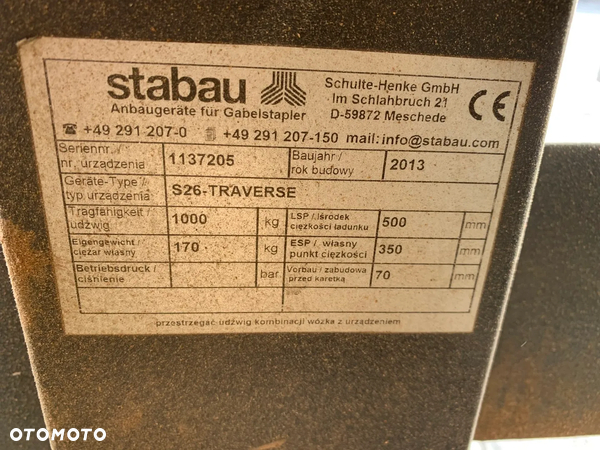 stabau
Anbaugeräte für Gabelstapler
Schulte-Henke GmbH
Im Schlahbruch 21
D-59872 Meschede
CE
☎ +49 291 207-0 +49 291 207-150 mail: info@stabau.com
Seriennr. / nr. urządzenia 1137205 Baujahr / rok budowy 2013
Geräte-Type / typ urządzenia S26-TRAVERSE
Tragfähigkeit / udźwig 1000 kg LSP / środek ciężkości ładunku 500 mm
Eigengewicht / ciężar własny 170 kg ESP / własny punkt ciężkości 350 mm
Betriebsdruck / ciśnienie bar Vorbau / zabudowa przed karetką 70 mm
przestrzegać udźwig kombinacji wózka z urządzeniem
OTOMOTO